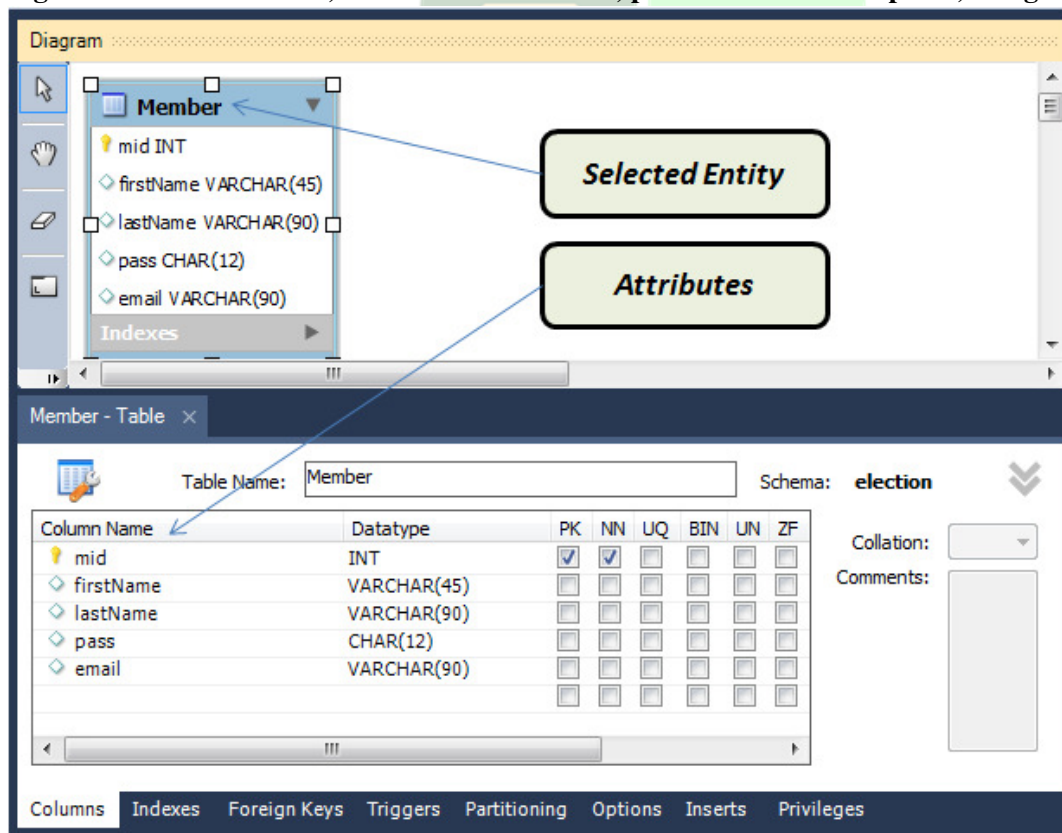 Diagram
Member
mid INT
firstName VARCHAR(45)
lastName VARCHAR(90)
pass CHAR(12)
email VARCHAR(90)
Indexes
Selected Entity
Attributes
Member - Table
Table Name: Member Schema: election
Column Name Datatype PK NN UQ BIN UN ZF
mid INT
firstName VARCHAR(45)
lastName VARCHAR(90)
pass CHAR(12)
email VARCHAR(90)
Collation:
Comments:
Columns Indexes Foreign Keys Triggers Partitioning Options Inserts Privileges